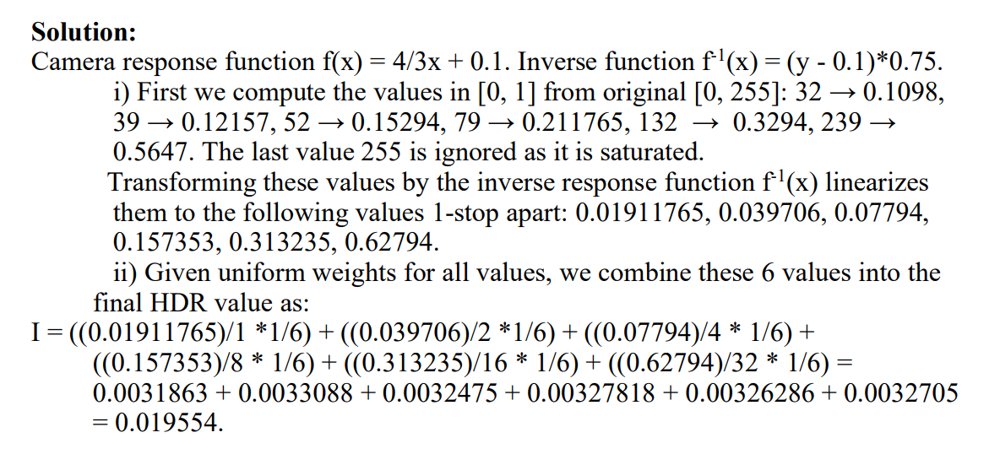 Solution:
Camera response function f(x) = 4/3x + 0.1. Inverse function f⁻¹(x) = (y - 0.1)*0.75.
i) First we compute the values in [0, 1] from original [0, 255]: 32 → 0.1098,
39 → 0.12157, 52 → 0.15294, 79 → 0.211765, 132 → 0.3294, 239 →
0.5647. The last value 255 is ignored as it is saturated.
Transforming these values by the inverse response function f⁻¹(x) linearizes
them to the following values 1-stop apart: 0.01911765, 0.039706, 0.07794,
0.157353, 0.313235, 0.62794.
ii) Given uniform weights for all values, we combine these 6 values into the
final HDR value as:
I = ((0.01911765)/1 *1/6) + ((0.039706)/2 *1/6) + ((0.07794)/4 * 1/6) +
((0.157353)/8 * 1/6) + ((0.313235)/16 * 1/6) + ((0.62794)/32 * 1/6) =
0.0031863 + 0.0033088 + 0.0032475 + 0.00327818 + 0.00326286 + 0.0032705
= 0.019554.